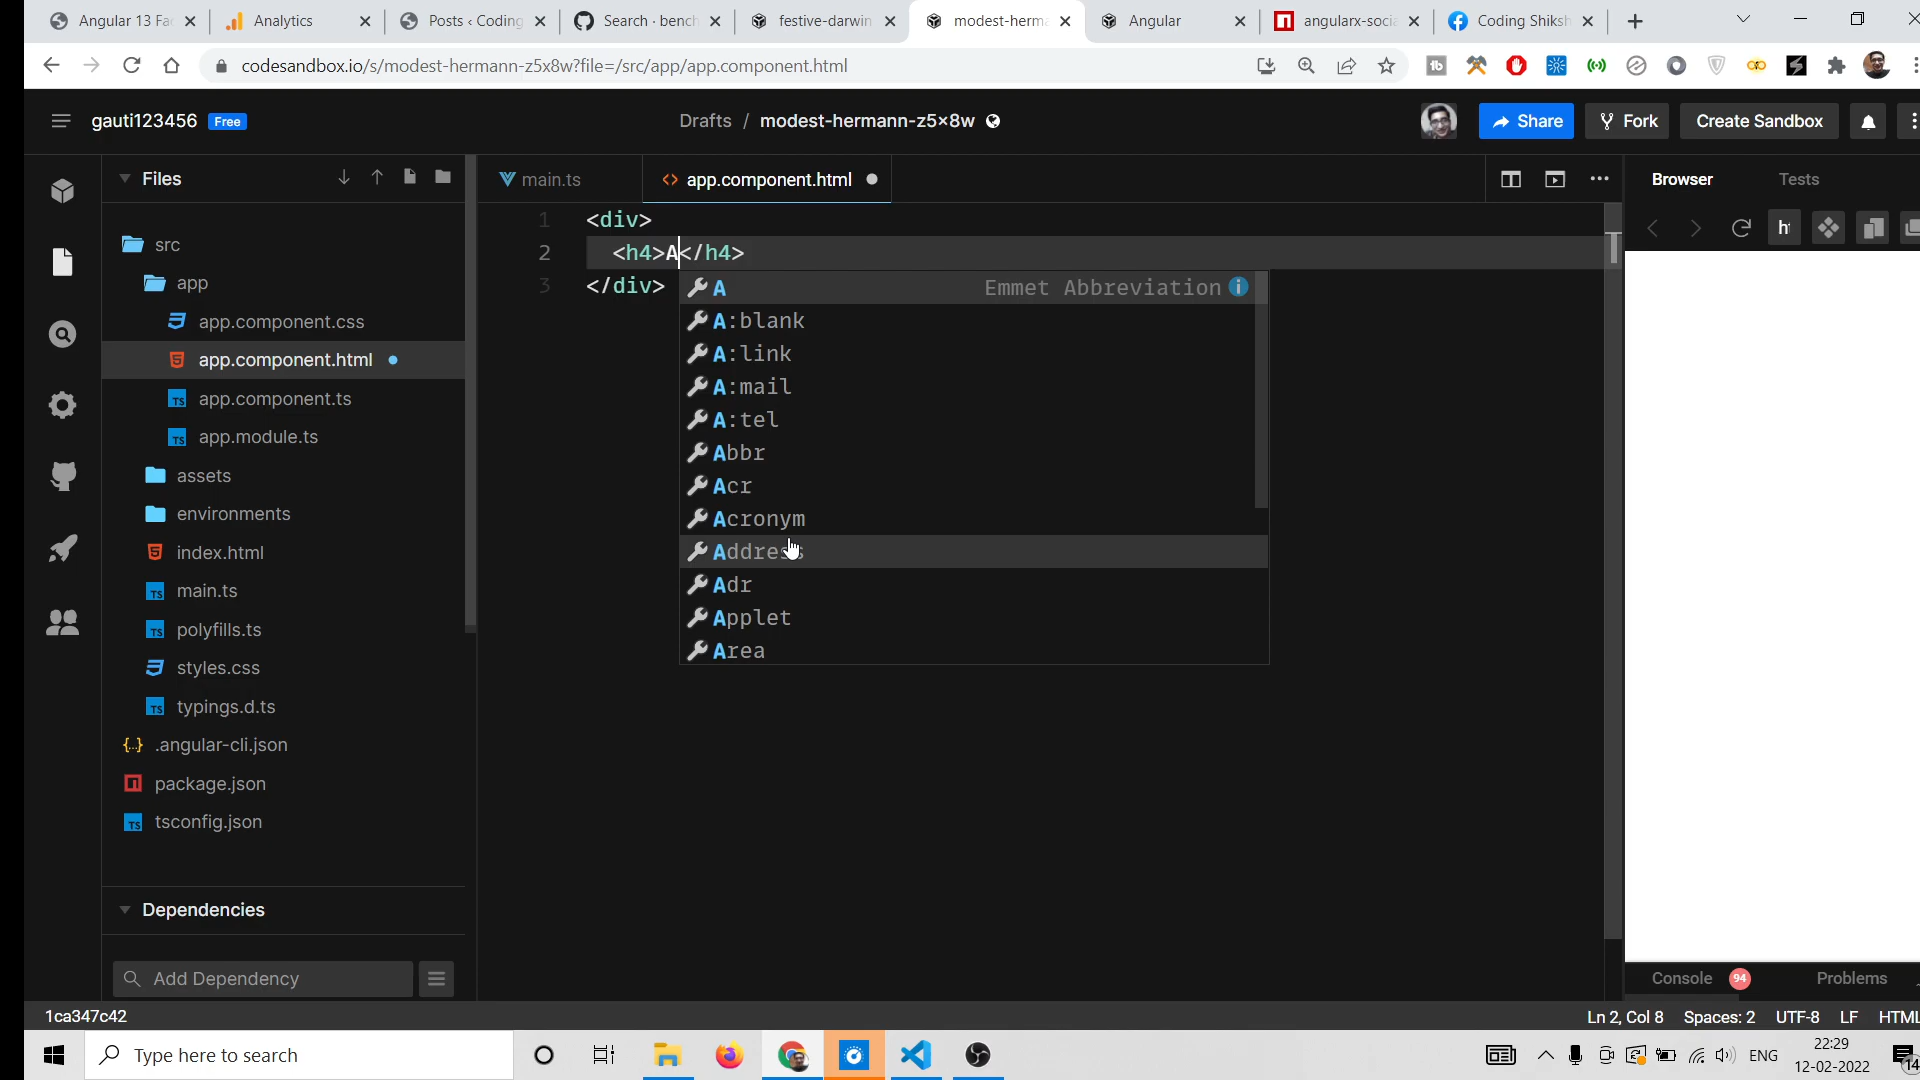 Angular 13 Fa
Analytics
Posts ‹ Coding
Search · bench
festive-darwin
modest-herma
Angular
angularx-socia
Coding Shiksh
codesandbox.io/s/modest-hermann-z5x8w?file=/src/app/app.component.html
gauti123456 Free
Drafts / modest-hermann-z5x8w
Share
Fork
Create Sandbox
Files
main.ts
app.component.html
Browser
Tests
src
app
app.component.css
app.component.html
app.component.ts
app.module.ts
assets
environments
index.html
main.ts
polyfills.ts
styles.css
typings.d.ts
.angular-cli.json
package.json
tsconfig.json
Dependencies
Add Dependency
1 <div>
2 <h4>A</h4>
3 </div>
A Emmet Abbreviation
A:blank
A:link
A:mail
A:tel
Abbr
Acr
Acronym
Address
Adr
Applet
Area
Console 94
Problems
1ca347c42
Ln 2, Col 8 Spaces: 2 UTF-8 LF HTML
Type here to search
ENG
22:29
12-02-2022
14